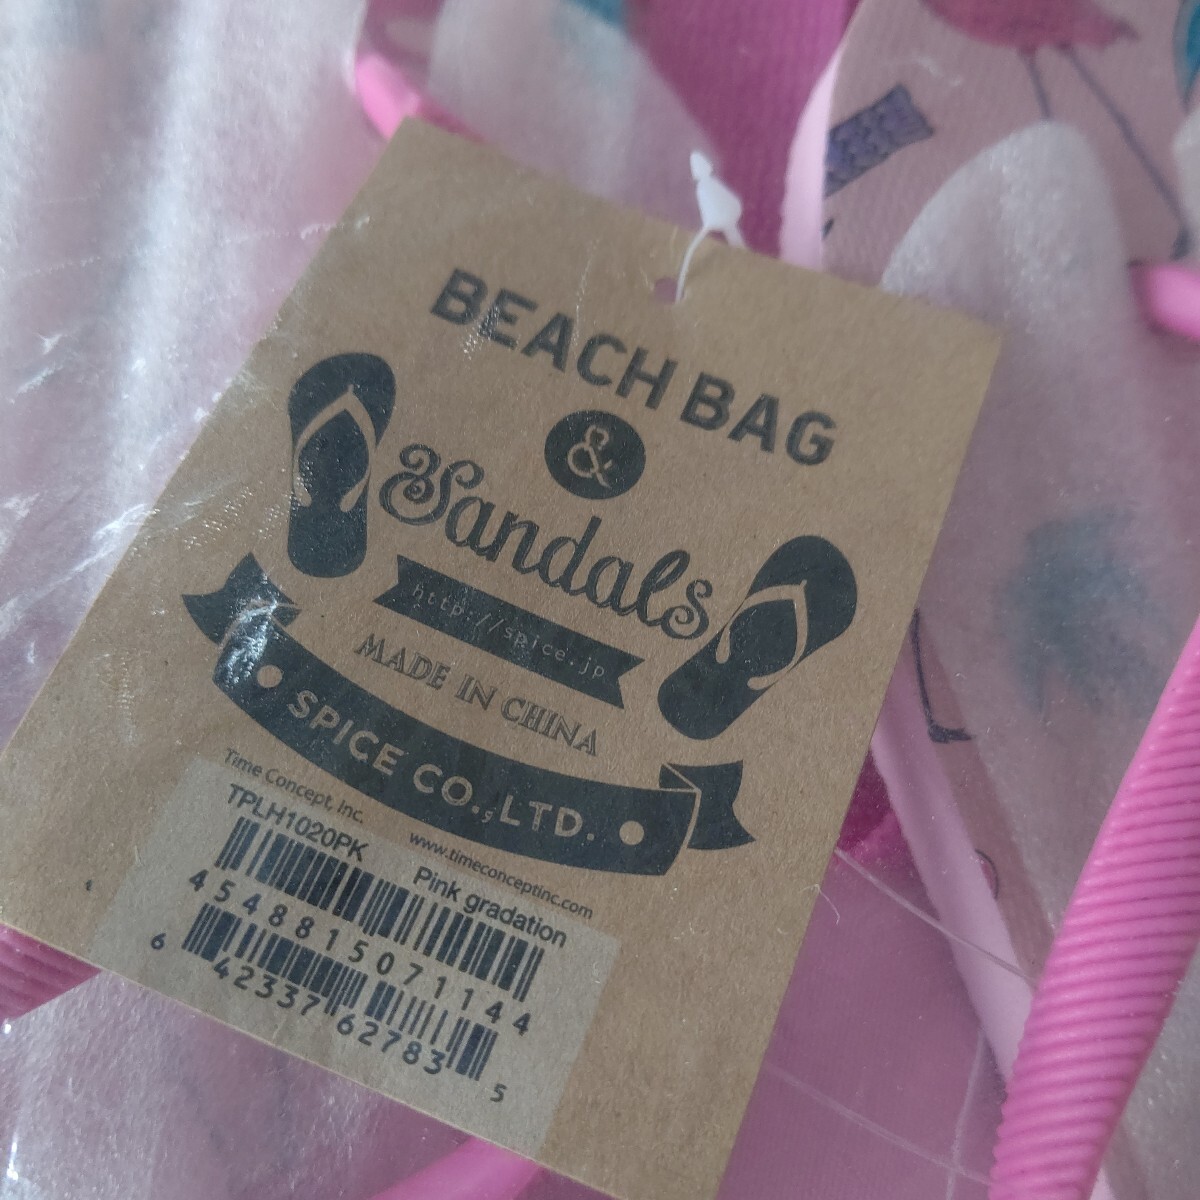 BEACH BAG
&
Sandals
http://spice.jp
MADE IN CHINA
SPICE CO.,LTD.
Time Concept, Inc.
www.timeconceptinc.com
TPLH1020PK
Pink gradation
4548815071144
6 42337 62783 5